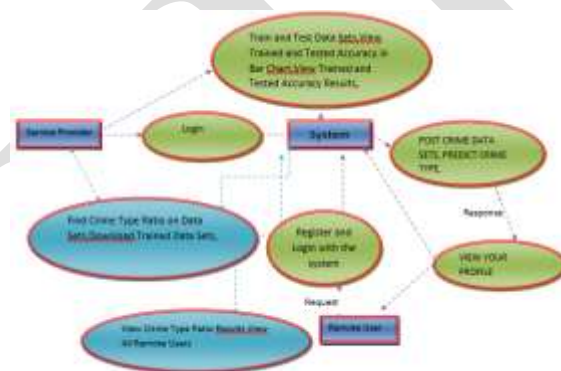 Train and Test Data Sets,View
Trained and Tested Accuracy in
Bar Chart,View Trained and
Tested Accuracy Results,
Service Provider
Login
System
POST CRIME DATA
SETS, PREDICT CRIME
TYPE,
Response
Find Crime Type Ratio on Data
Sets,Download Trained Data Sets,
Register and
Login with the
system
VIEW YOUR
PROFILE
Request
View Crime Type Ratio Results,View
All Remote Users
Remote User